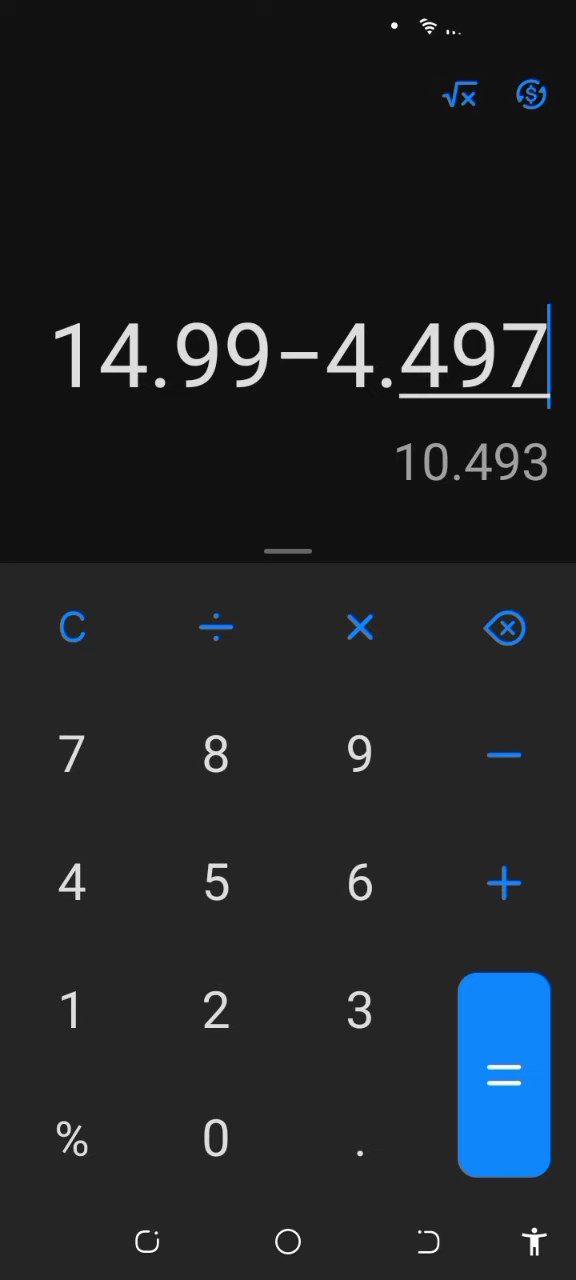 √x $
14.99−4.497
10.493
C ÷ ×
7 8 9 −
4 5 6 +
1 2 3
=
% 0 .